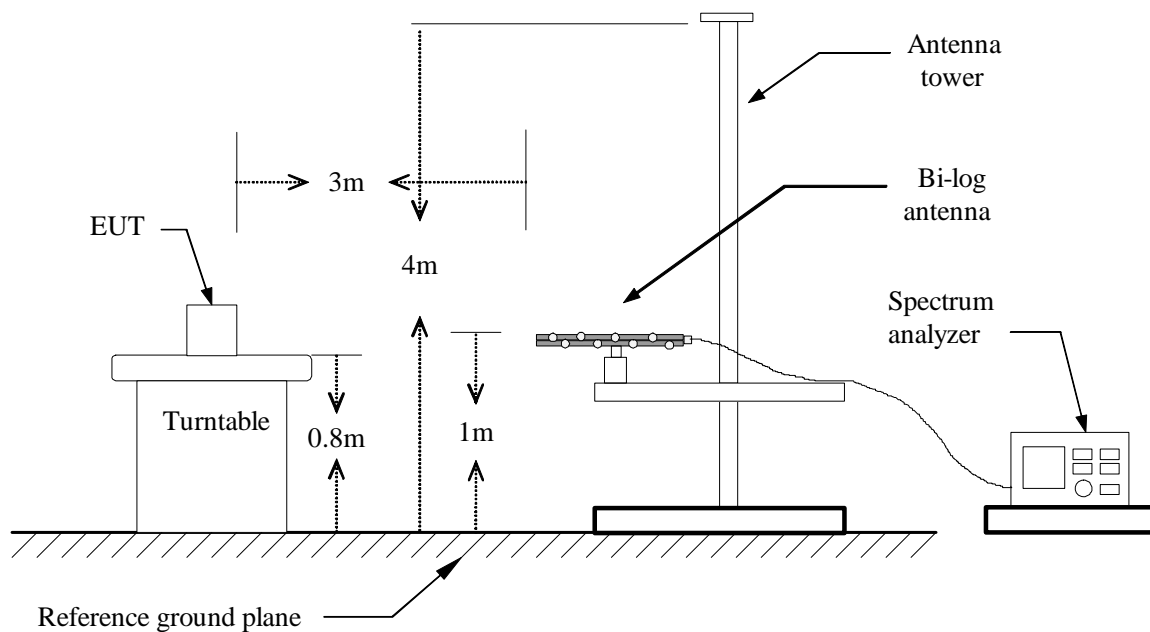 Antenna
tower
3m
Bi-log
antenna
EUT
4m
Spectrum
analyzer
Turntable
0.8m
1m
Reference ground plane